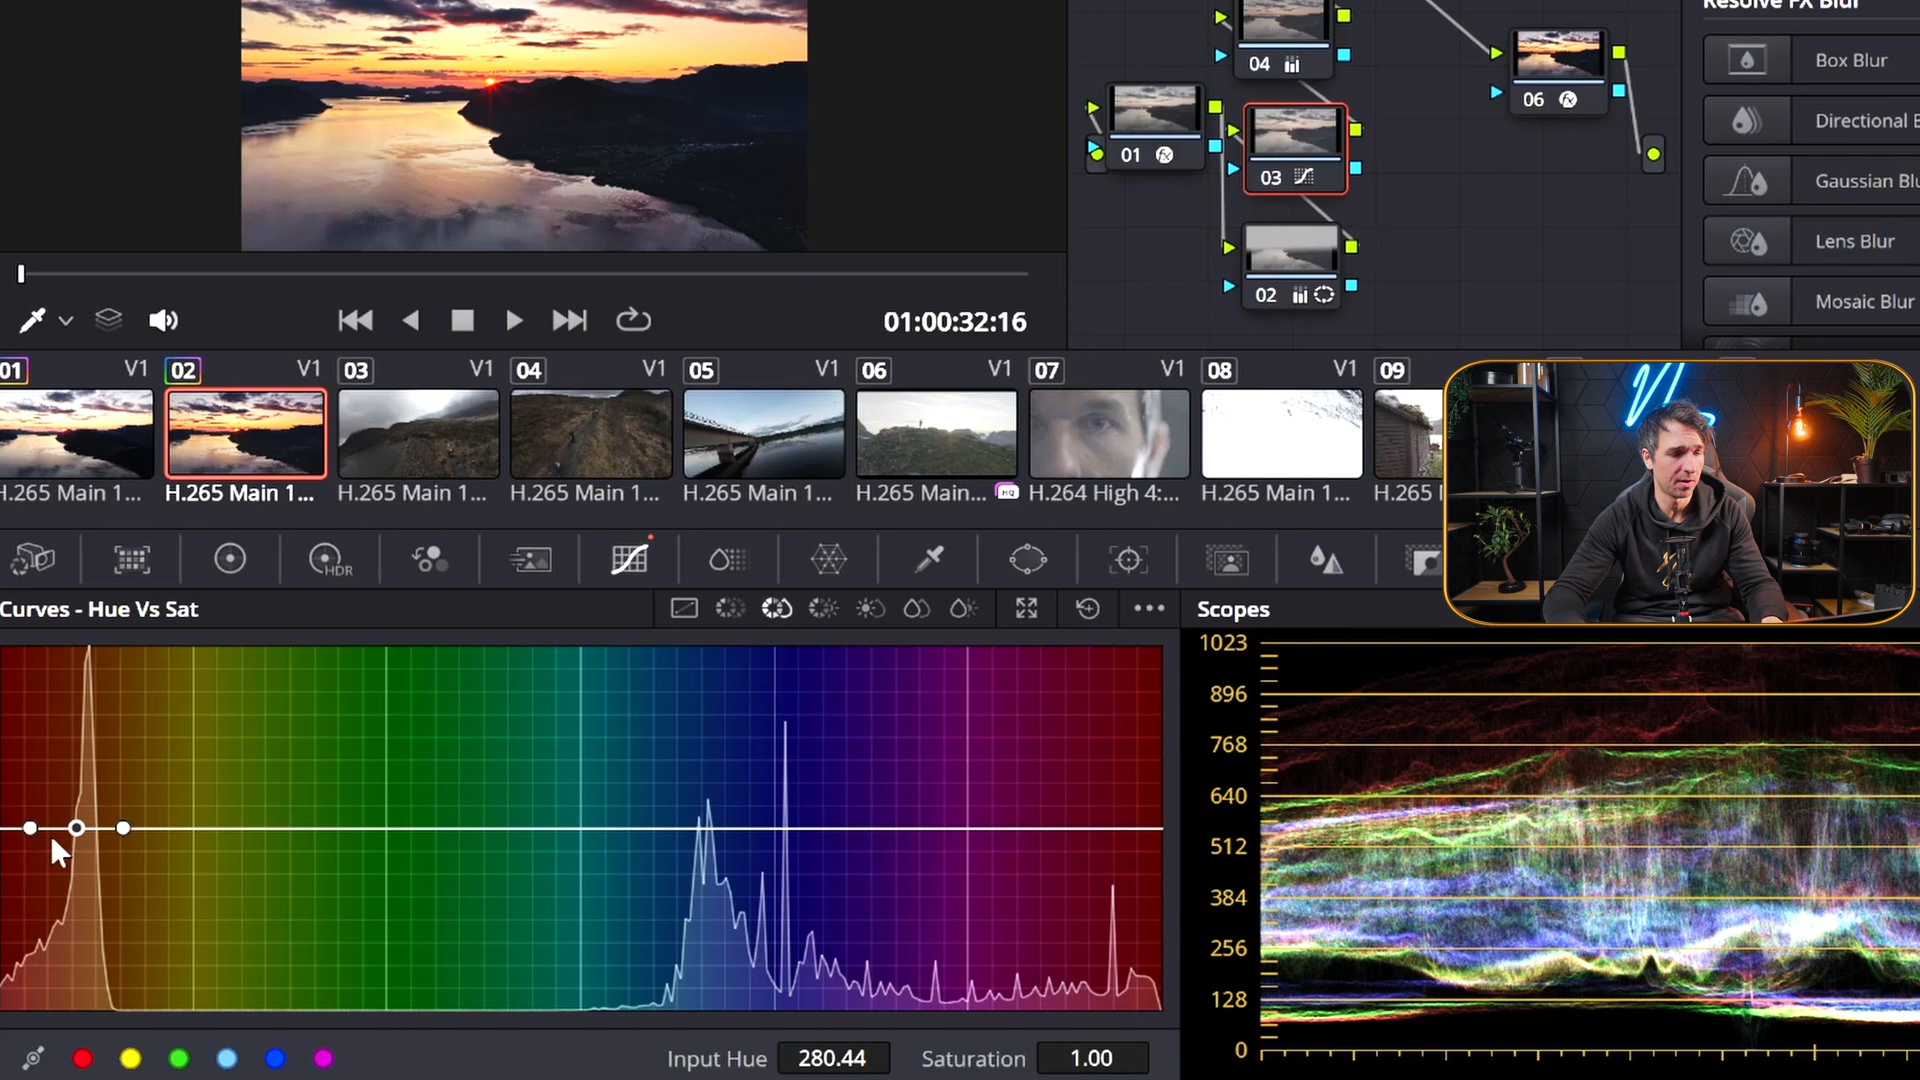 Resolve FX Blur
Box Blur
Directional B
Gaussian Blu
Lens Blur
Mosaic Blur
04
01
03
02
06
01:00:32:16
01 V1
02 V1
03 V1
04 V1
05 V1
06 V1
07 V1
08 V1
09
H.265 Main 1...
H.265 Main 1...
H.265 Main 1...
H.265 Main 1...
H.265 Main 1...
H.265 Main...
HQ
H.264 High 4:...
H.265 Main 1...
H.265
HDR
Curves - Hue Vs Sat
Scopes
1023
896
768
640
512
384
256
128
0
Input Hue 280.44 Saturation 1.00